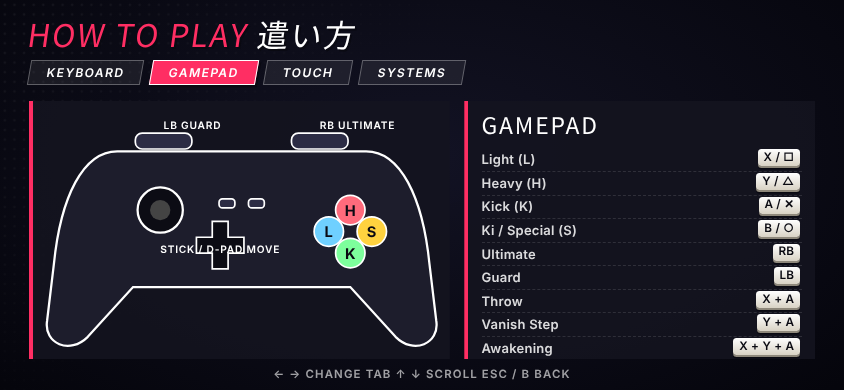 HOW TO PLAY 遣い方
KEYBOARD GAMEPAD TOUCH SYSTEMS
LB GUARD RB ULTIMATE
H
L S
K
STICK / D-PAD MOVE
GAMEPAD
Light (L) X / □
Heavy (H) Y / △
Kick (K) A / ✕
Ki / Special (S) B / ○
Ultimate RB
Guard LB
Throw X + A
Vanish Step Y + A
Awakening X + Y + A
← → CHANGE TAB ↑ ↓ SCROLL ESC / B BACK